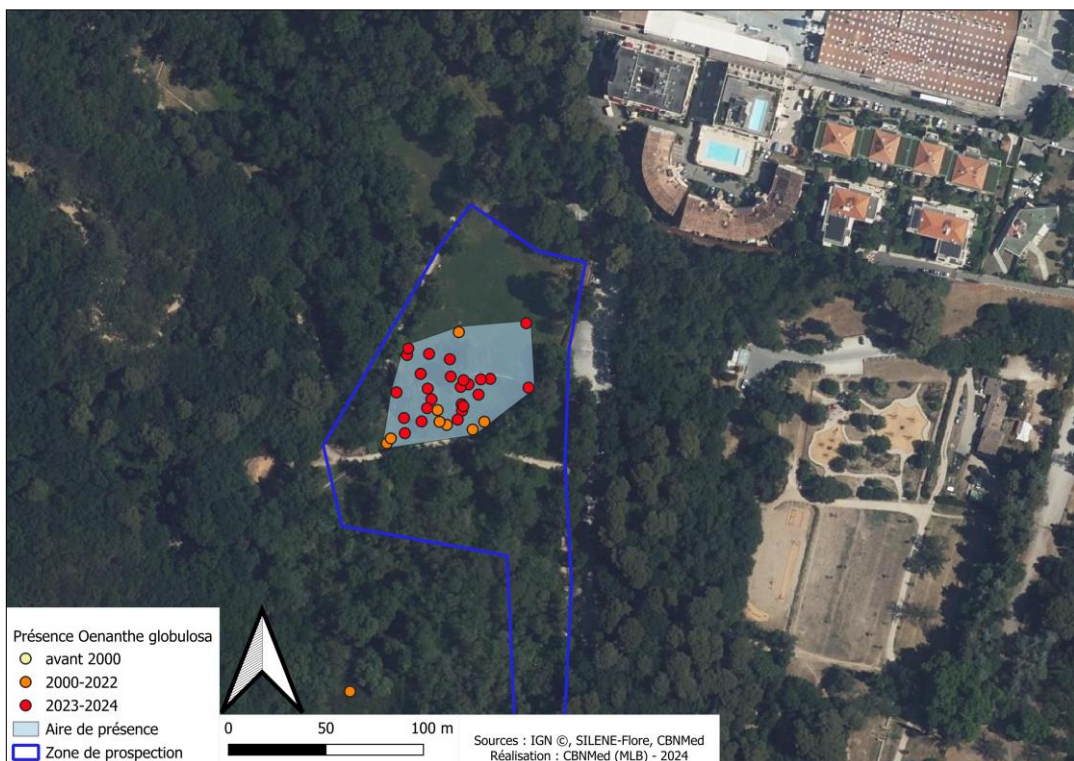 Présence Oenanthe globulosa
avant 2000
2000-2022
2023-2024
Aire de présence
Zone de prospection
0 50 100 m
Sources : IGN ©, SILENE-Flore, CBNMed
Réalisation : CBNMed (MLB) - 2024